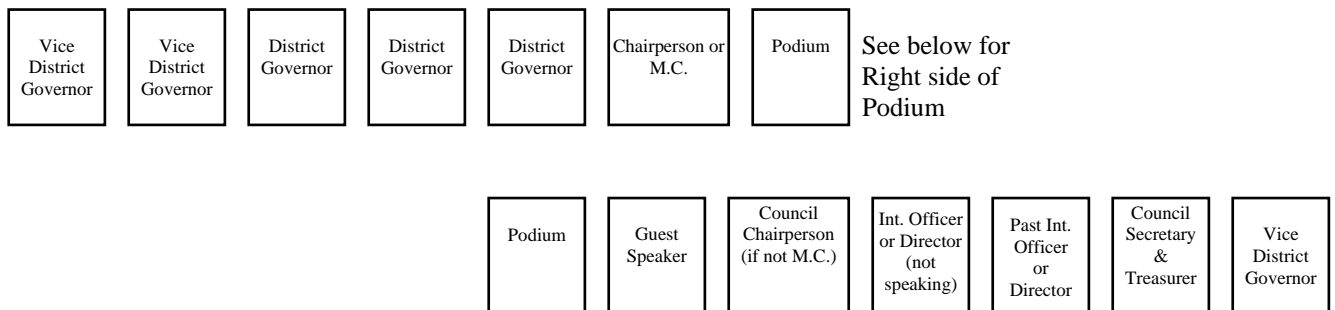 Vice
District
Governor
Vice
District
Governor
District
Governor
District
Governor
District
Governor
Chairperson or
M.C.
Podium
See below for
Right side of
Podium
Podium
Guest
Speaker
Council
Chairperson
(if not M.C.)
Int. Officer
or Director
(not
speaking)
Past Int.
Officer
or
Director
Council
Secretary
&
Treasurer
Vice
District
Governor